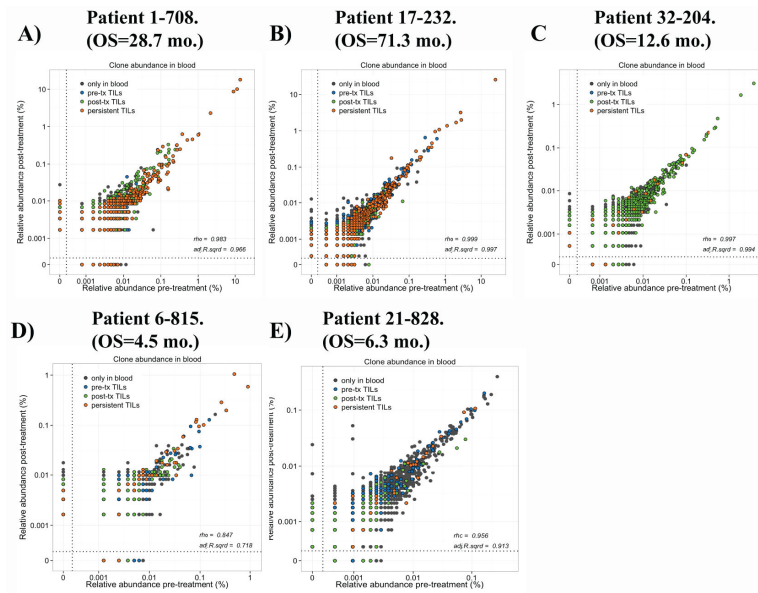 A)
Patient 1-708.
(OS=28.7 mo.)
Clone abundance in blood
only in blood
pre-tx TILs
post-tx TILs
persistent TILs
Relative abundance post-treatment (%)
10
1
0.1
0.01
0.001
0
rho = 0.983
adj.R.sqrd = 0.966
0 0.001 0.01 0.1 1 10
Relative abundance pre-treatment (%)
B)
Patient 17-232.
(OS=71.3 mo.)
Clone abundance in blood
only in blood
pre-tx TILs
post-tx TILs
persistent TILs
Relative abundance post-treatment (%)
10
1
0.1
0.01
0.001
0
rho = 0.999
adj.R.sqrd = 0.997
0 0.001 0.01 0.1 1 10
Relative abundance pre-treatment (%)
C)
Patient 32-204.
(OS=12.6 mo.)
Clone abundance in blood
only in blood
pre-tx TILs
post-tx TILs
persistent TILs
Relative abundance post-treatment (%)
1
0.1
0.01
0.001
0
rho = 0.997
adj.R.sqrd = 0.994
0 0.001 0.01 0.1 1
Relative abundance pre-treatment (%)
D)
Patient 6-815.
(OS=4.5 mo.)
Clone abundance in blood
only in blood
pre-tx TILs
post-tx TILs
persistent TILs
Relative abundance post-treatment (%)
1
0.1
0.01
0.001
0
rho = 0.847
adj.R.sqrd = 0.718
0 0.001 0.01 0.1 1
Relative abundance pre-treatment (%)
E)
Patient 21-828.
(OS=6.3 mo.)
Clone abundance in blood
only in blood
pre-tx TILs
post-tx TILs
persistent TILs
Relative abundance post-treatment (%)
0.1
0.01
0.001
0
rho = 0.956
adj.R.sqrd = 0.913
0 0.001 0.01 0.1
Relative abundance pre-treatment (%)